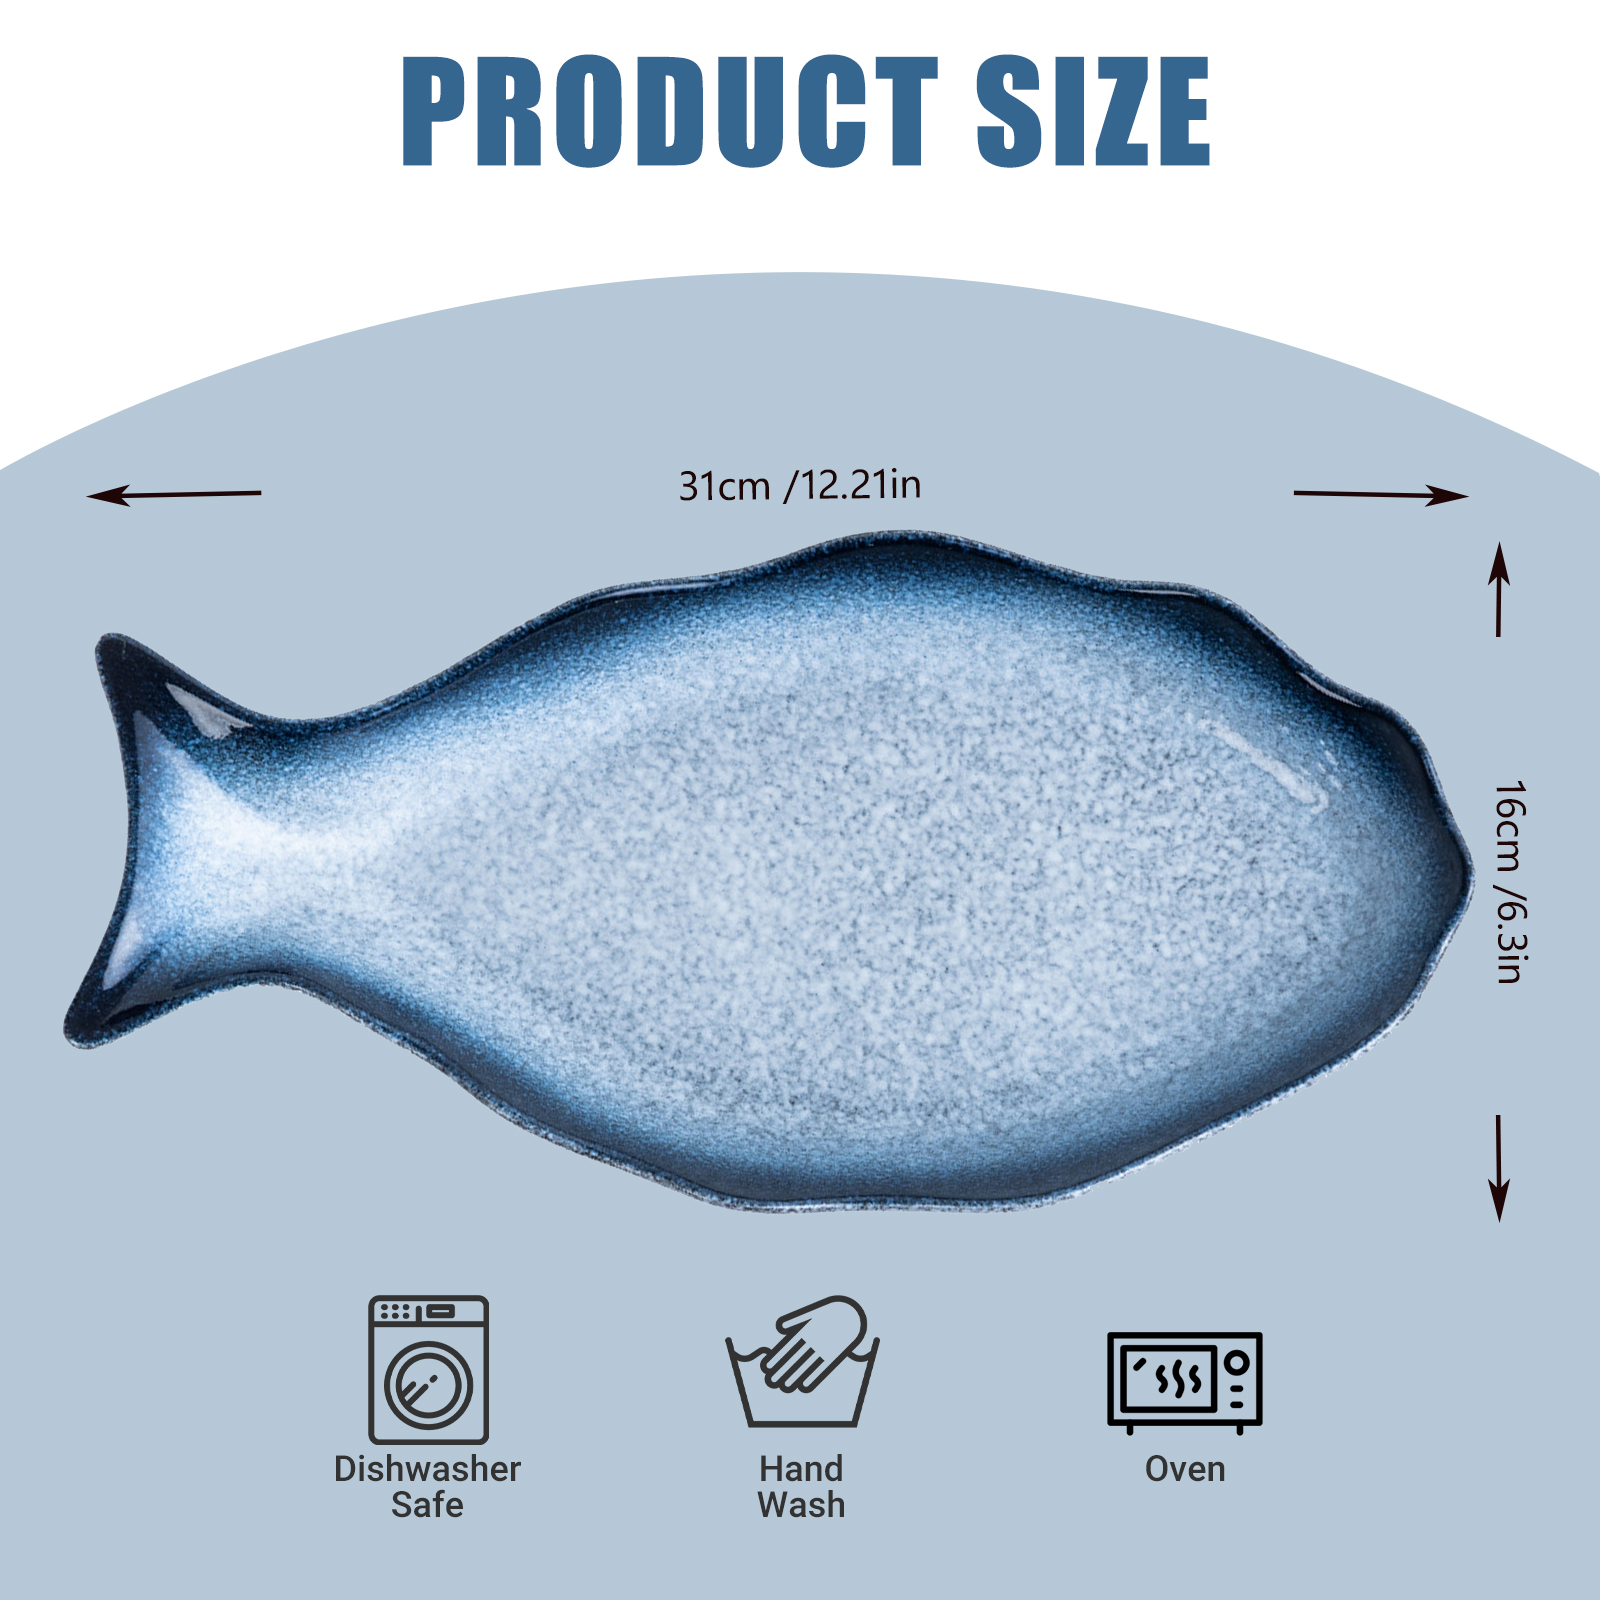 PRODUCT SIZE
31cm /12.21in
16cm /6.3in
Dishwasher
Safe
Hand
Wash
Oven